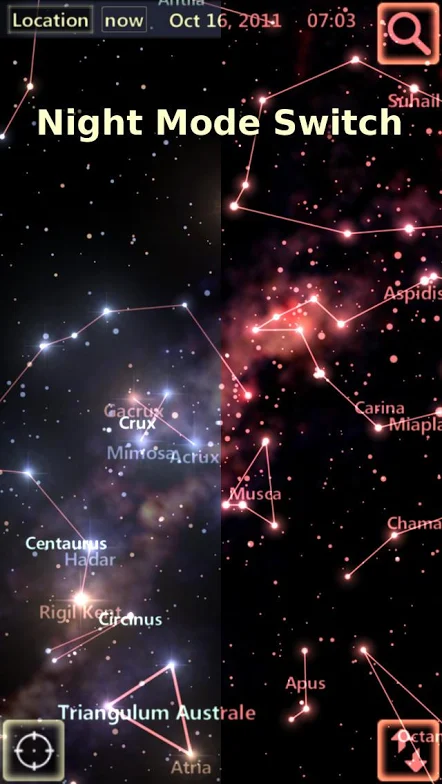 Antlia
Location now Oct 16, 2011 07:03
Suhail
Night Mode Switch
Aspidis
Gacrux
Carina
Crux
Miapla
Mimosa
Acrux
Musca
Chama
Centaurus
Hadar
Rigil Kent
Circinus
Apus
Triangulum Australe
Octan
Atria